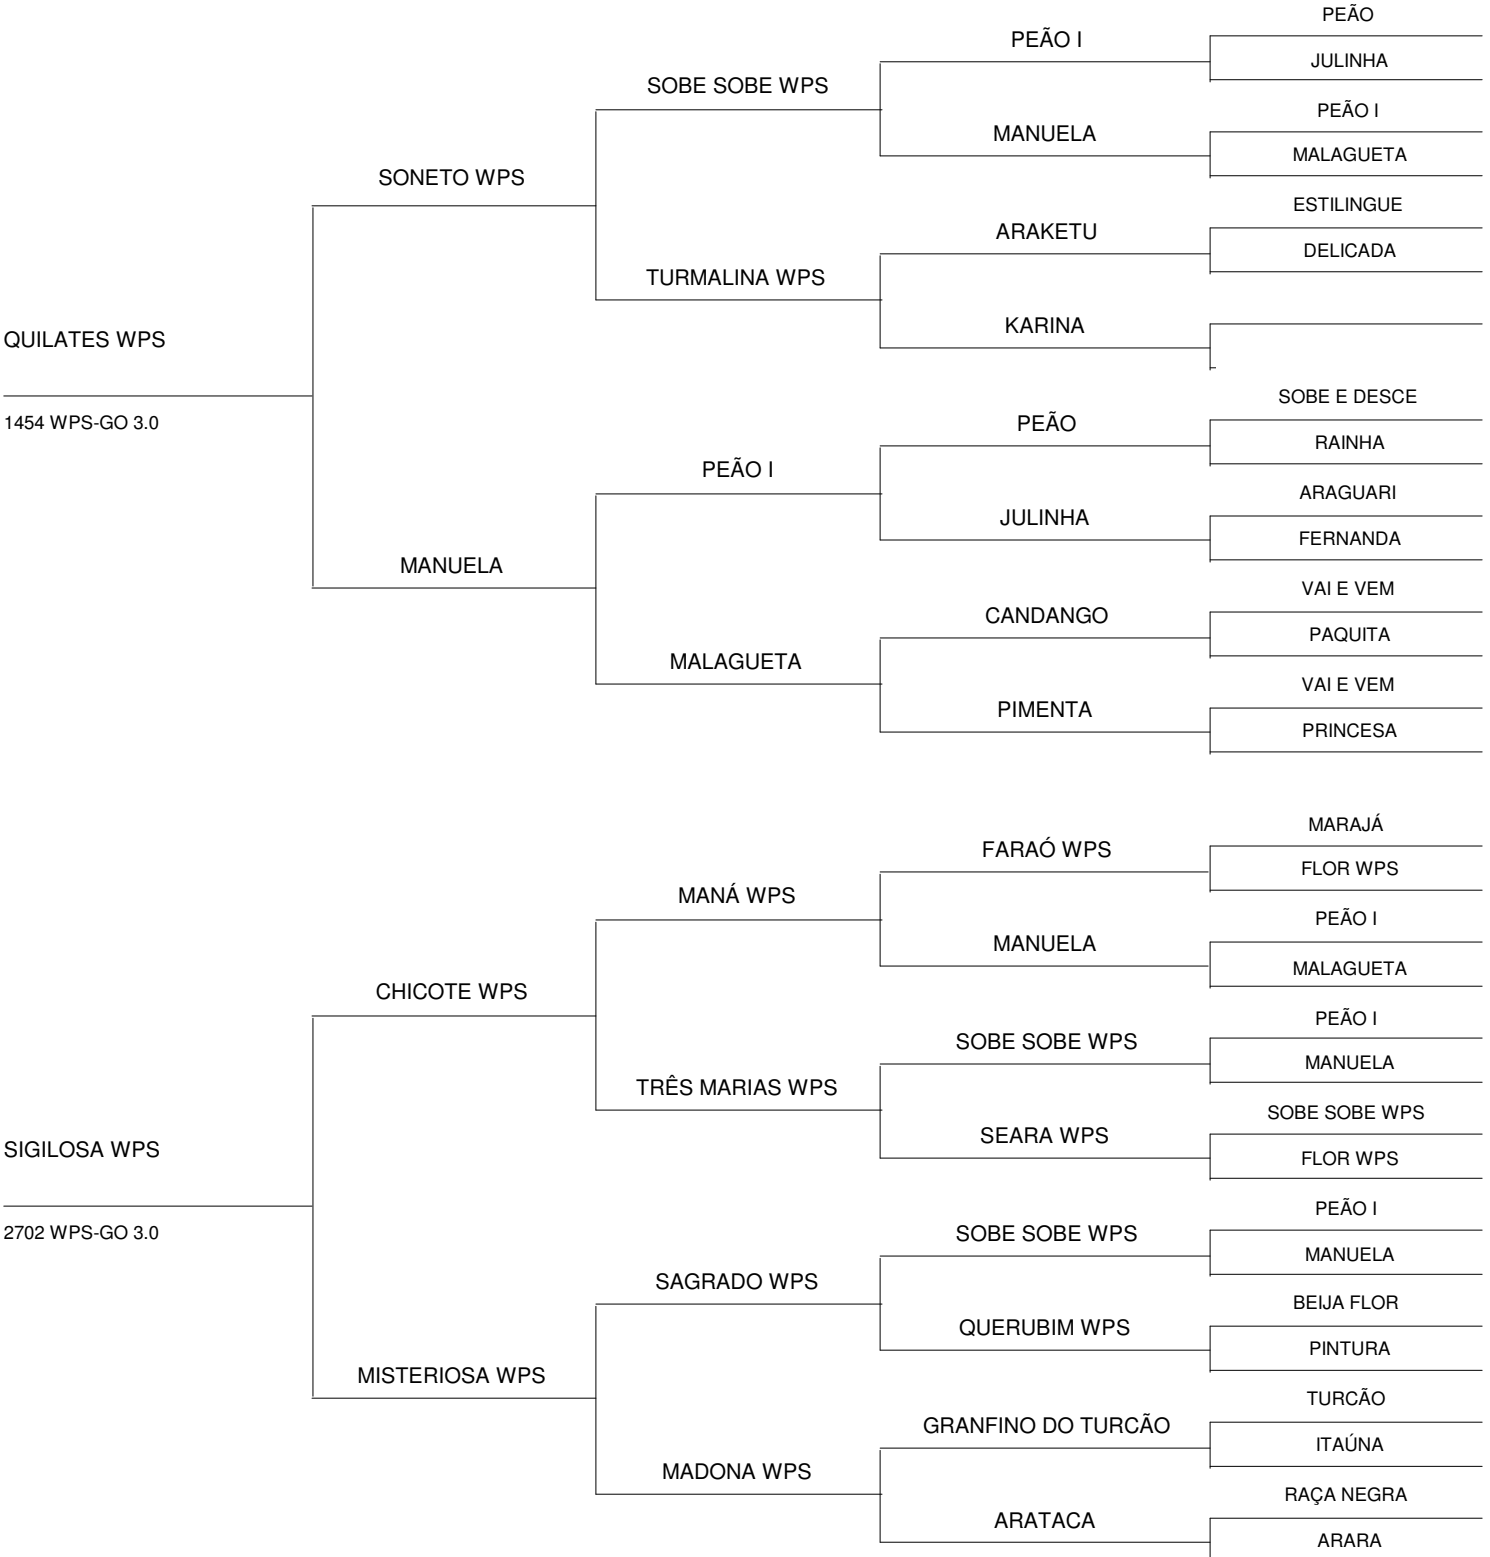 PEÃO
PEÃO I
JULINHA
SOBE SOBE WPS
PEÃO I
MANUELA
MALAGUETA
SONETO WPS
ESTILINGUE
ARAKETU
DELICADA
TURMALINA WPS
KARINA
QUILATES WPS
SOBE E DESCE
1454 WPS-GO 3.0
PEÃO
RAINHA
PEÃO I
ARAGUARI
JULINHA
FERNANDA
MANUELA
VAI E VEM
CANDANGO
PAQUITA
MALAGUETA
VAI E VEM
PIMENTA
PRINCESA
MARAJÁ
FARAÓ WPS
FLOR WPS
MANÁ WPS
PEÃO I
MANUELA
MALAGUETA
CHICOTE WPS
PEÃO I
SOBE SOBE WPS
MANUELA
TRÊS MARIAS WPS
SOBE SOBE WPS
SEARA WPS
FLOR WPS
SIGILOSA WPS
PEÃO I
2702 WPS-GO 3.0
SOBE SOBE WPS
MANUELA
SAGRADO WPS
BEIJA FLOR
QUERUBIM WPS
PINTURA
MISTERIOSA WPS
TURCÃO
GRANFINO DO TURCÃO
ITAÚNA
MADONA WPS
RAÇA NEGRA
ARATACA
ARARA